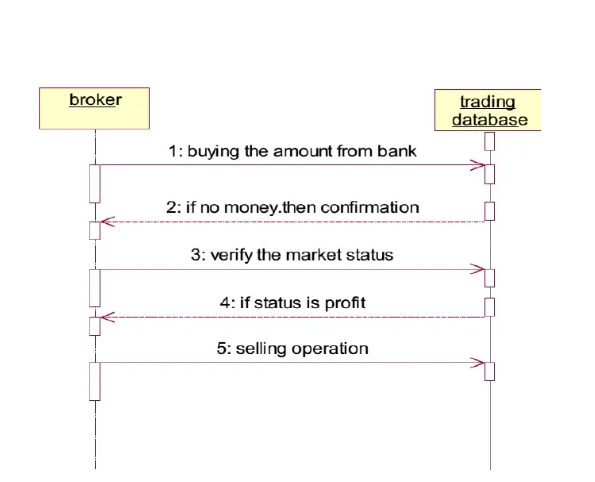 broker
trading
database
1: buying the amount from bank
2: if no money.then confirmation
3: verify the market status
4: if status is profit
5: selling operation